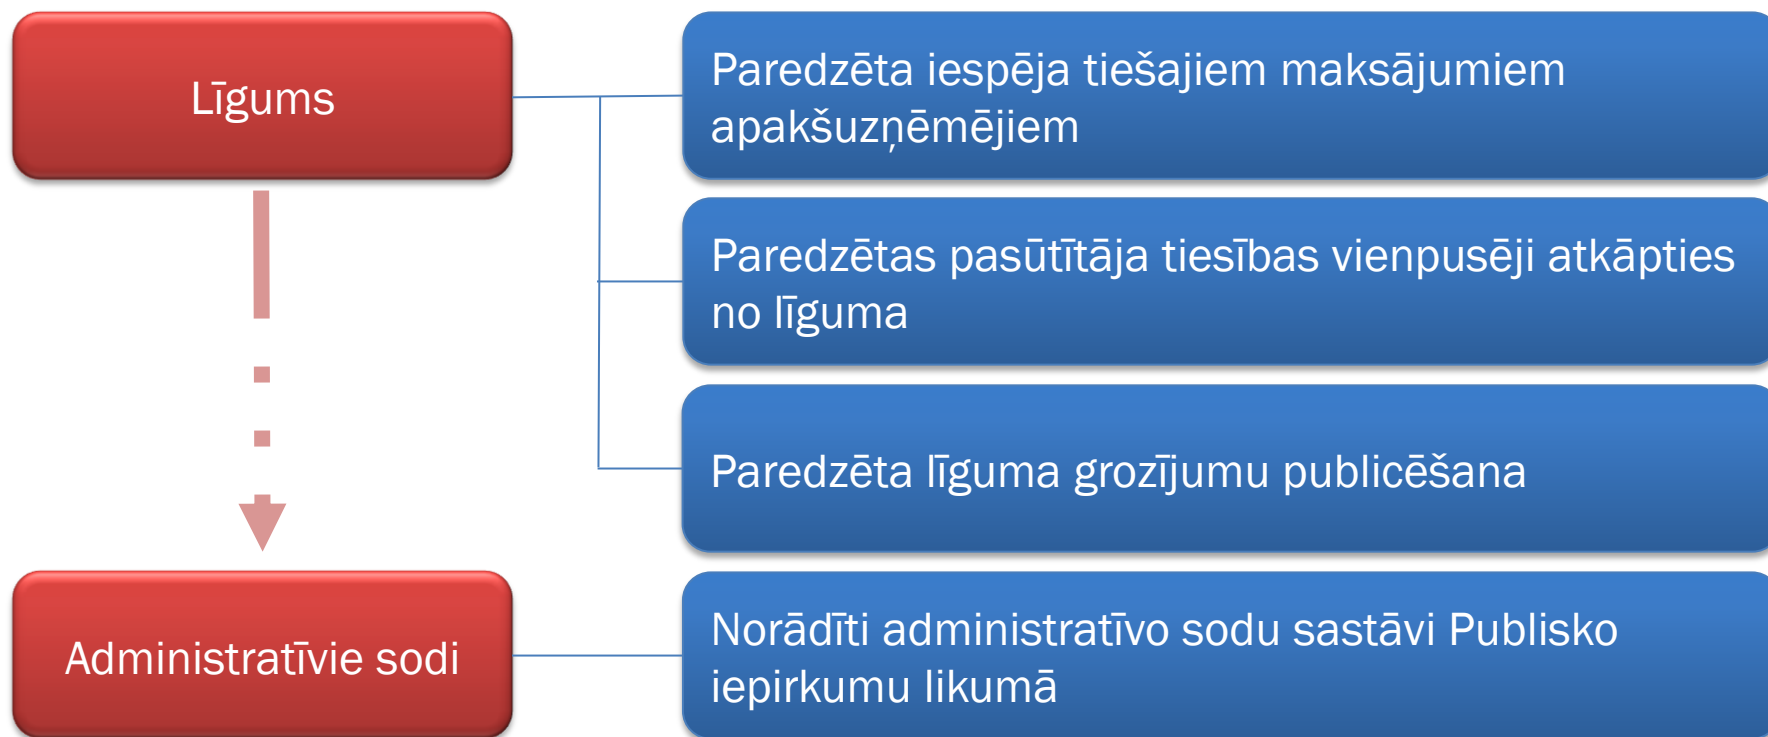 Līgums
Paredzēta iespēja tiešajiem maksājumiem
apakšuzņēmējiem
Paredzētas pasūtītāja tiesības vienpusēji atkāpties
no līguma
Paredzēta līguma grozījumu publicēšana
Administratīvie sodi
Norādīti administratīvo sodu sastāvi Publisko
iepirkumu likumā